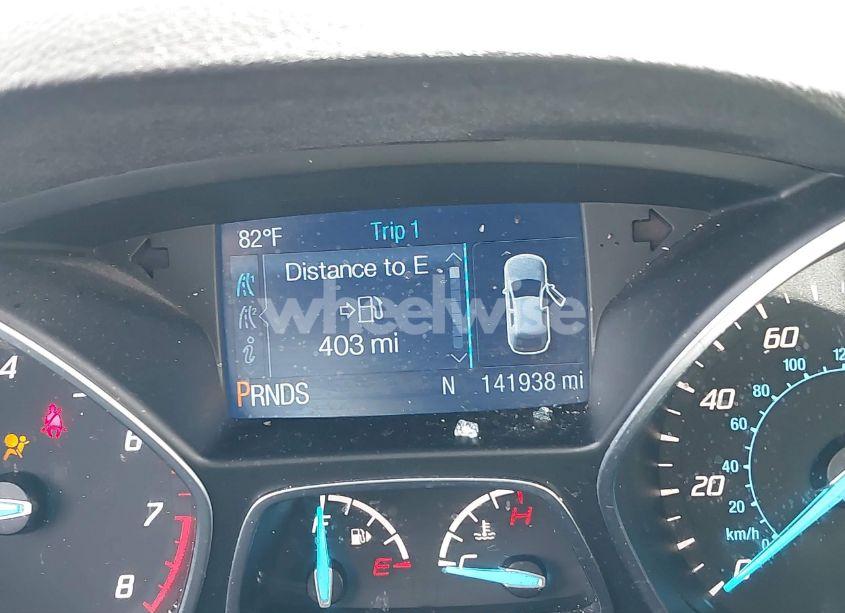 82°F
Trip 1
Distance to E
403 mi
PRNDS
N
141938 mi
wheelwise
4
6
7
8
F
E
C
H
60
40
20
0
12
100
80
60
40
20
0
km/h